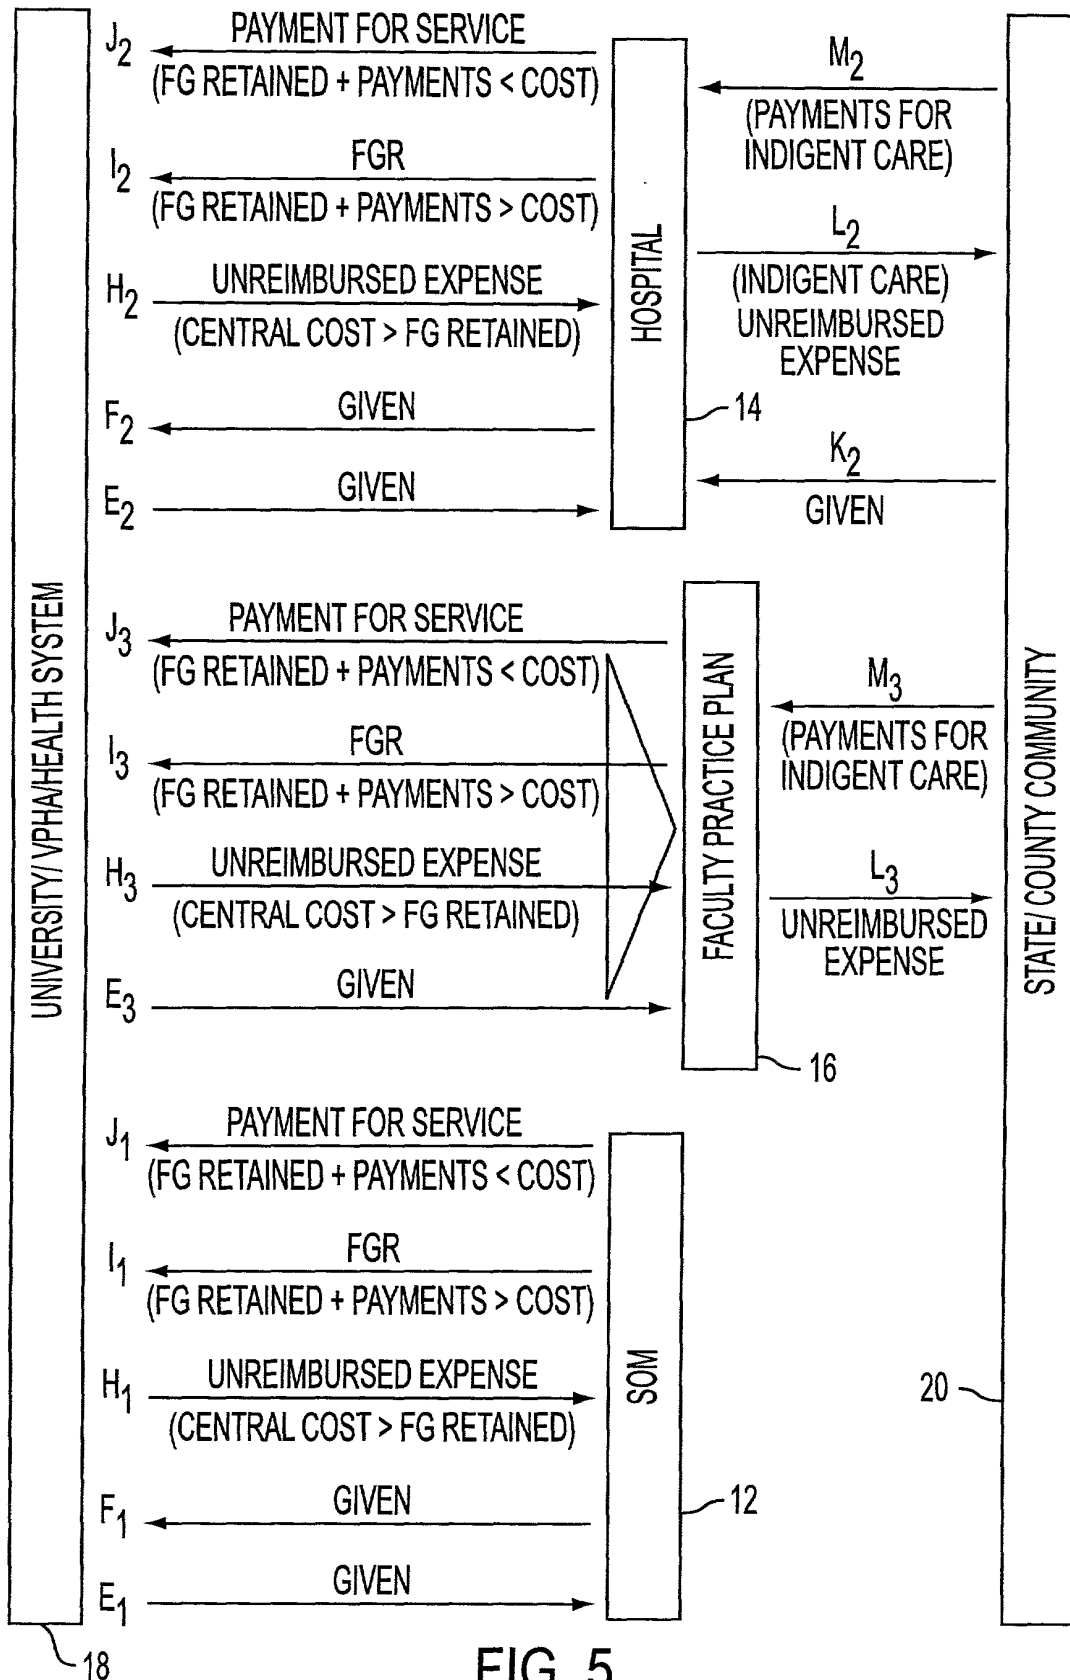 UNIVERSITY/ VPHA/HEALTH SYSTEM
18
J2
PAYMENT FOR SERVICE
(FG RETAINED + PAYMENTS < COST)
I2
FGR
(FG RETAINED + PAYMENTS > COST)
H2
UNREIMBURSED EXPENSE
(CENTRAL COST > FG RETAINED)
F2
GIVEN
E2
GIVEN
HOSPITAL
14
M2
(PAYMENTS FOR
INDIGENT CARE)
L2
(INDIGENT CARE)
UNREIMBURSED
EXPENSE
K2
GIVEN
J3
PAYMENT FOR SERVICE
(FG RETAINED + PAYMENTS < COST)
I3
FGR
(FG RETAINED + PAYMENTS > COST)
H3
UNREIMBURSED EXPENSE
(CENTRAL COST > FG RETAINED)
E3
GIVEN
FACULTY PRACTICE PLAN
16
M3
(PAYMENTS FOR
INDIGENT CARE)
L3
UNREIMBURSED
EXPENSE
J1
PAYMENT FOR SERVICE
(FG RETAINED + PAYMENTS < COST)
I1
FGR
(FG RETAINED + PAYMENTS > COST)
H1
UNREIMBURSED EXPENSE
(CENTRAL COST > FG RETAINED)
F1
GIVEN
E1
GIVEN
SOM
12
STATE/ COUNTY COMMUNITY
20
FIG. 5